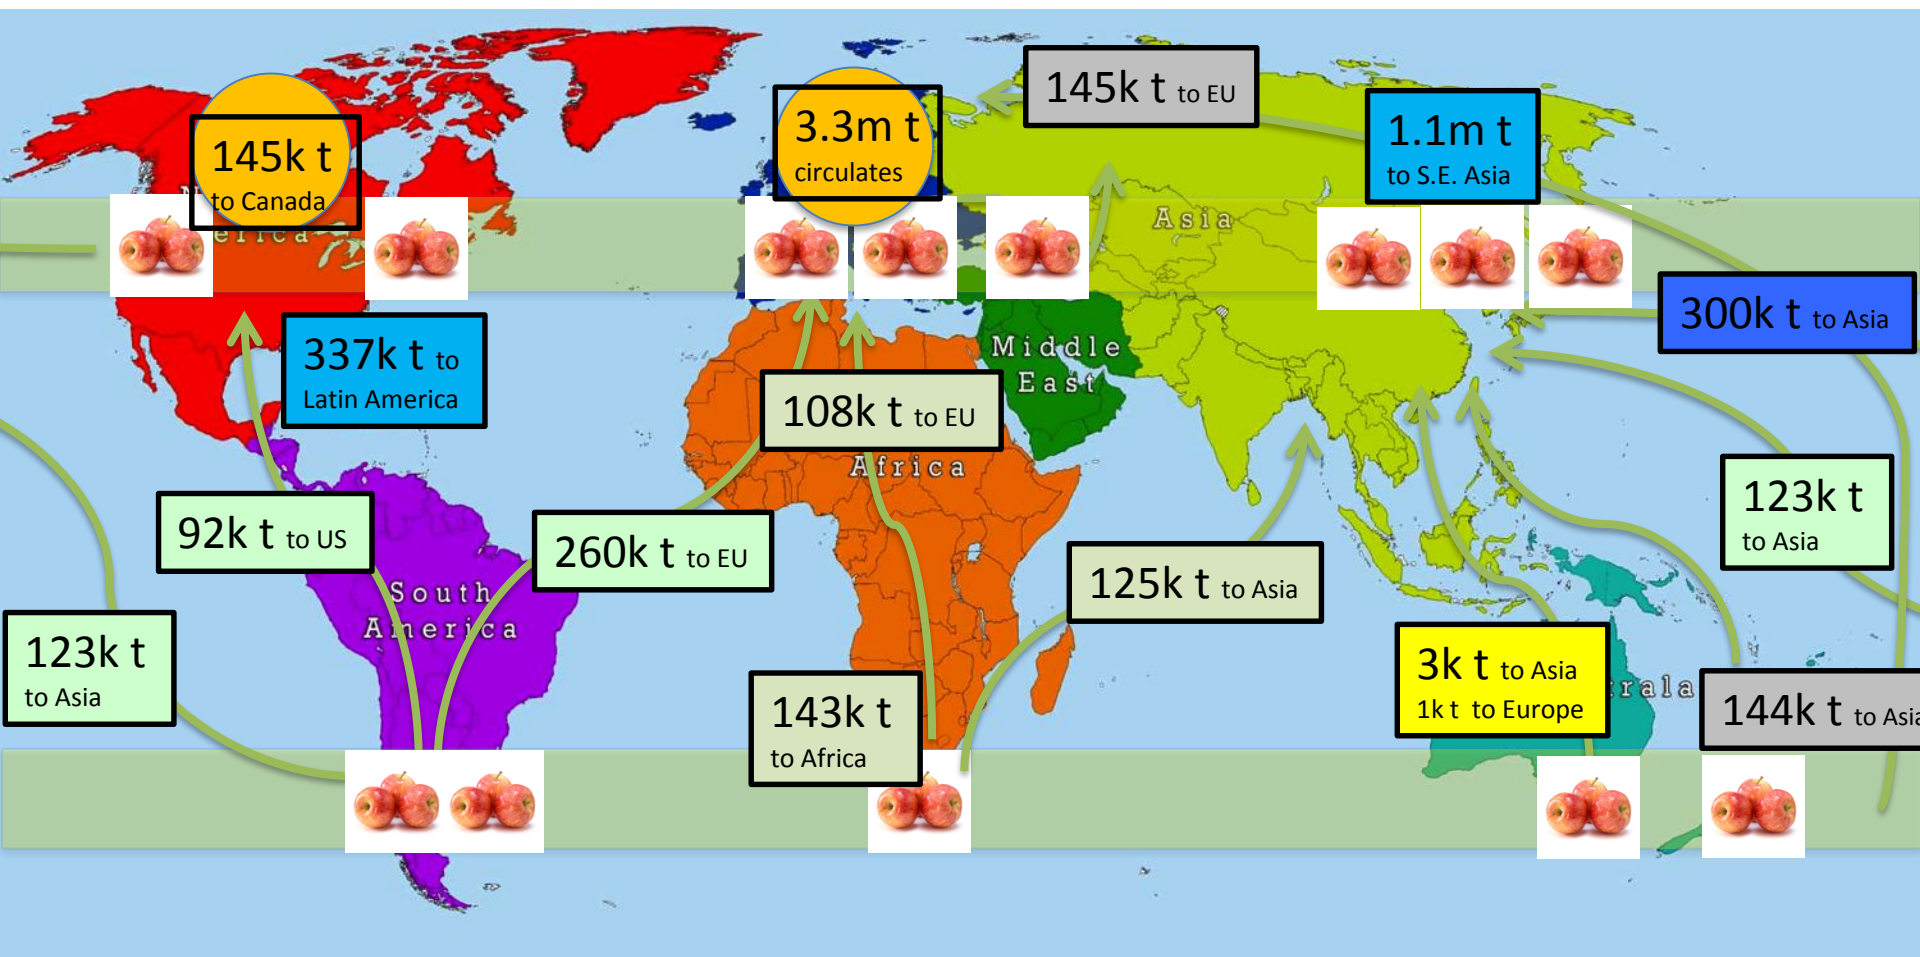 145k t to EU
3.3m t
circulates
1.1m t
to S.E. Asia
145k t
to Canada
erica
Asia
300k t to Asia
337k t to
Latin America
Middle
East
108k t to EU
Africa
92k t to US
260k t to EU
123k t
to Asia
125k t to Asia
South
America
123k t
to Asia
3k t to Asia
1k t to Europe
143k t
to Africa
rala
144k t to Asia